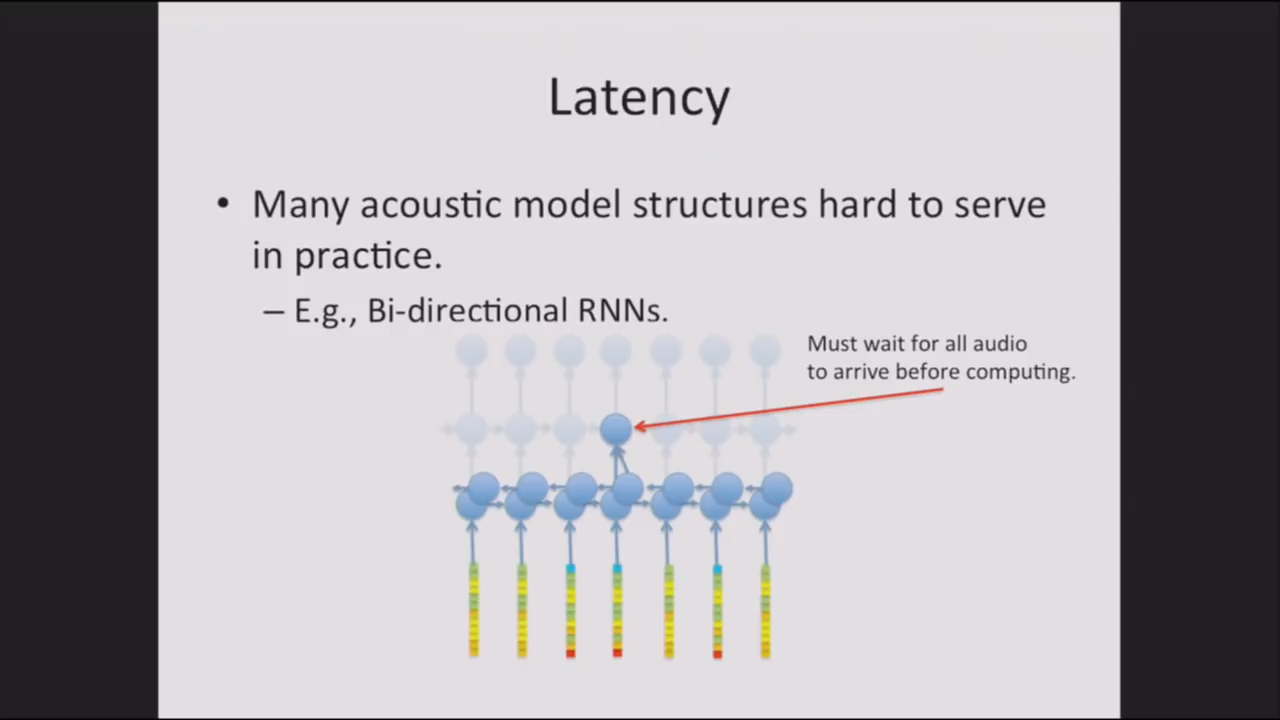 Latency
• Many acoustic model structures hard to serve
in practice.
– E.g., Bi-directional RNNs.
Must wait for all audio
to arrive before computing.